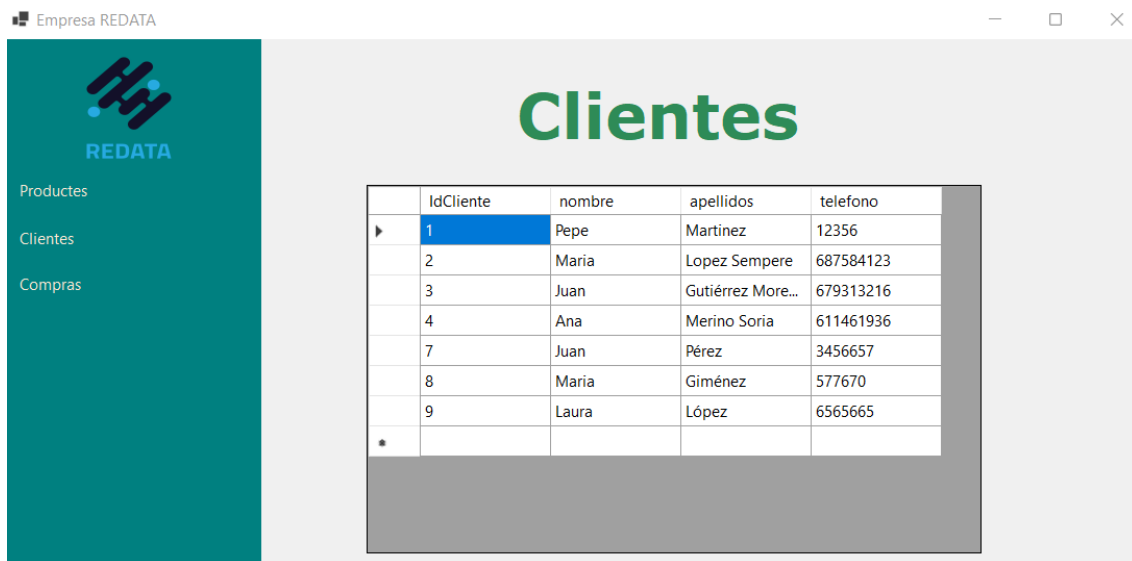 Empresa REDATA
REDATA
Productes
Clientes
Compras
Clientes
IdCliente nombre apellidos telefono
1 Pepe Martinez 12356
2 Maria Lopez Sempere 687584123
3 Juan Gutiérrez More... 679313216
4 Ana Merino Soria 611461936
7 Juan Pérez 3456657
8 Maria Giménez 577670
9 Laura López 6565665